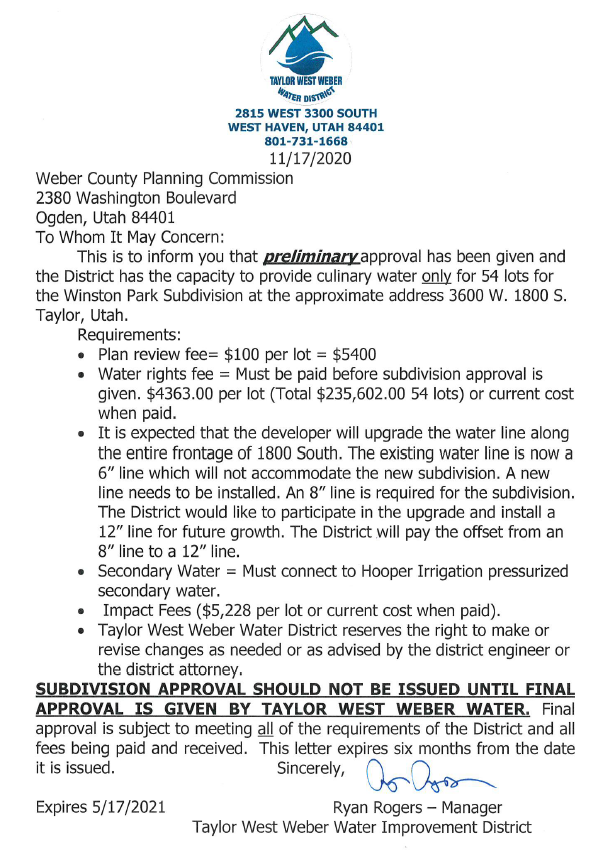 TAYLOR WEST WEBER
WATER DISTRICT
2815 WEST 3300 SOUTH
WEST HAVEN, UTAH 84401
801-731-1668
11/17/2020
Weber County Planning Commission
2380 Washington Boulevard
Ogden, Utah 84401
To Whom It May Concern:
This is to inform you that preliminary approval has been given and
the District has the capacity to provide culinary water only for 54 lots for
the Winston Park Subdivision at the approximate address 3600 W. 1800 S.
Taylor, Utah.
Requirements:
• Plan review fee= $100 per lot = $5400
• Water rights fee = Must be paid before subdivision approval is
given. $4363.00 per lot (Total $235,602.00 54 lots) or current cost
when paid.
• It is expected that the developer will upgrade the water line along
the entire frontage of 1800 South. The existing water line is now a
6” line which will not accommodate the new subdivision. A new
line needs to be installed. An 8” line is required for the subdivision.
The District would like to participate in the upgrade and install a
12” line for future growth. The District will pay the offset from an
8” line to a 12” line.
• Secondary Water = Must connect to Hooper Irrigation pressurized
secondary water.
• Impact Fees ($5,228 per lot or current cost when paid).
• Taylor West Weber Water District reserves the right to make or
revise changes as needed or as advised by the district engineer or
the district attorney.
SUBDIVISION APPROVAL SHOULD NOT BE ISSUED UNTIL FINAL
APPROVAL IS GIVEN BY TAYLOR WEST WEBER WATER. Final
approval is subject to meeting all of the requirements of the District and all
fees being paid and received. This letter expires six months from the date
it is issued. Sincerely,
Expires 5/17/2021 Ryan Rogers – Manager
Taylor West Weber Water Improvement District